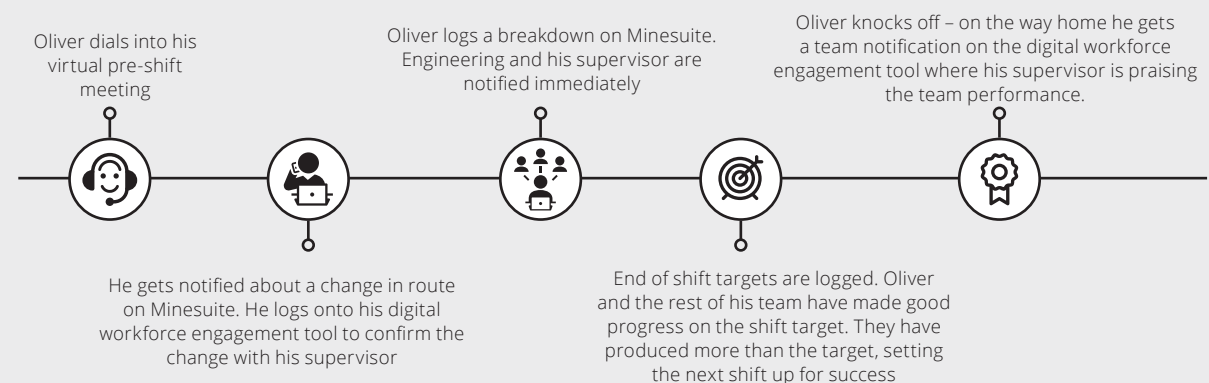 Oliver dials into his
virtual pre-shift
meeting
He gets notified about a change in route
on Minesuite. He logs onto his digital
workforce engagement tool to confirm the
change with his supervisor
Oliver logs a breakdown on Minesuite.
Engineering and his supervisor are
notified immediately
End of shift targets are logged. Oliver
and the rest of his team have made good
progress on the shift target. They have
produced more than the target, setting
the next shift up for success
Oliver knocks off – on the way home he gets
a team notification on the digital workforce
engagement tool where his supervisor is praising
the team performance.